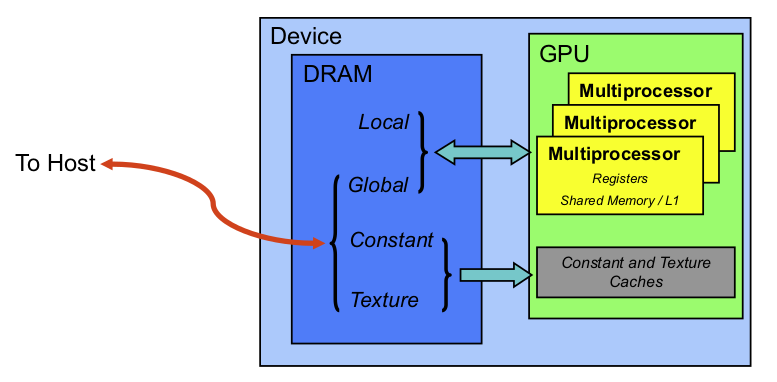 Device
DRAM
GPU
Local
Global
Constant
Texture
To Host
Multiprocessor
Multiprocessor
Multiprocessor
Registers
Shared Memory / L1
Constant and Texture
Caches